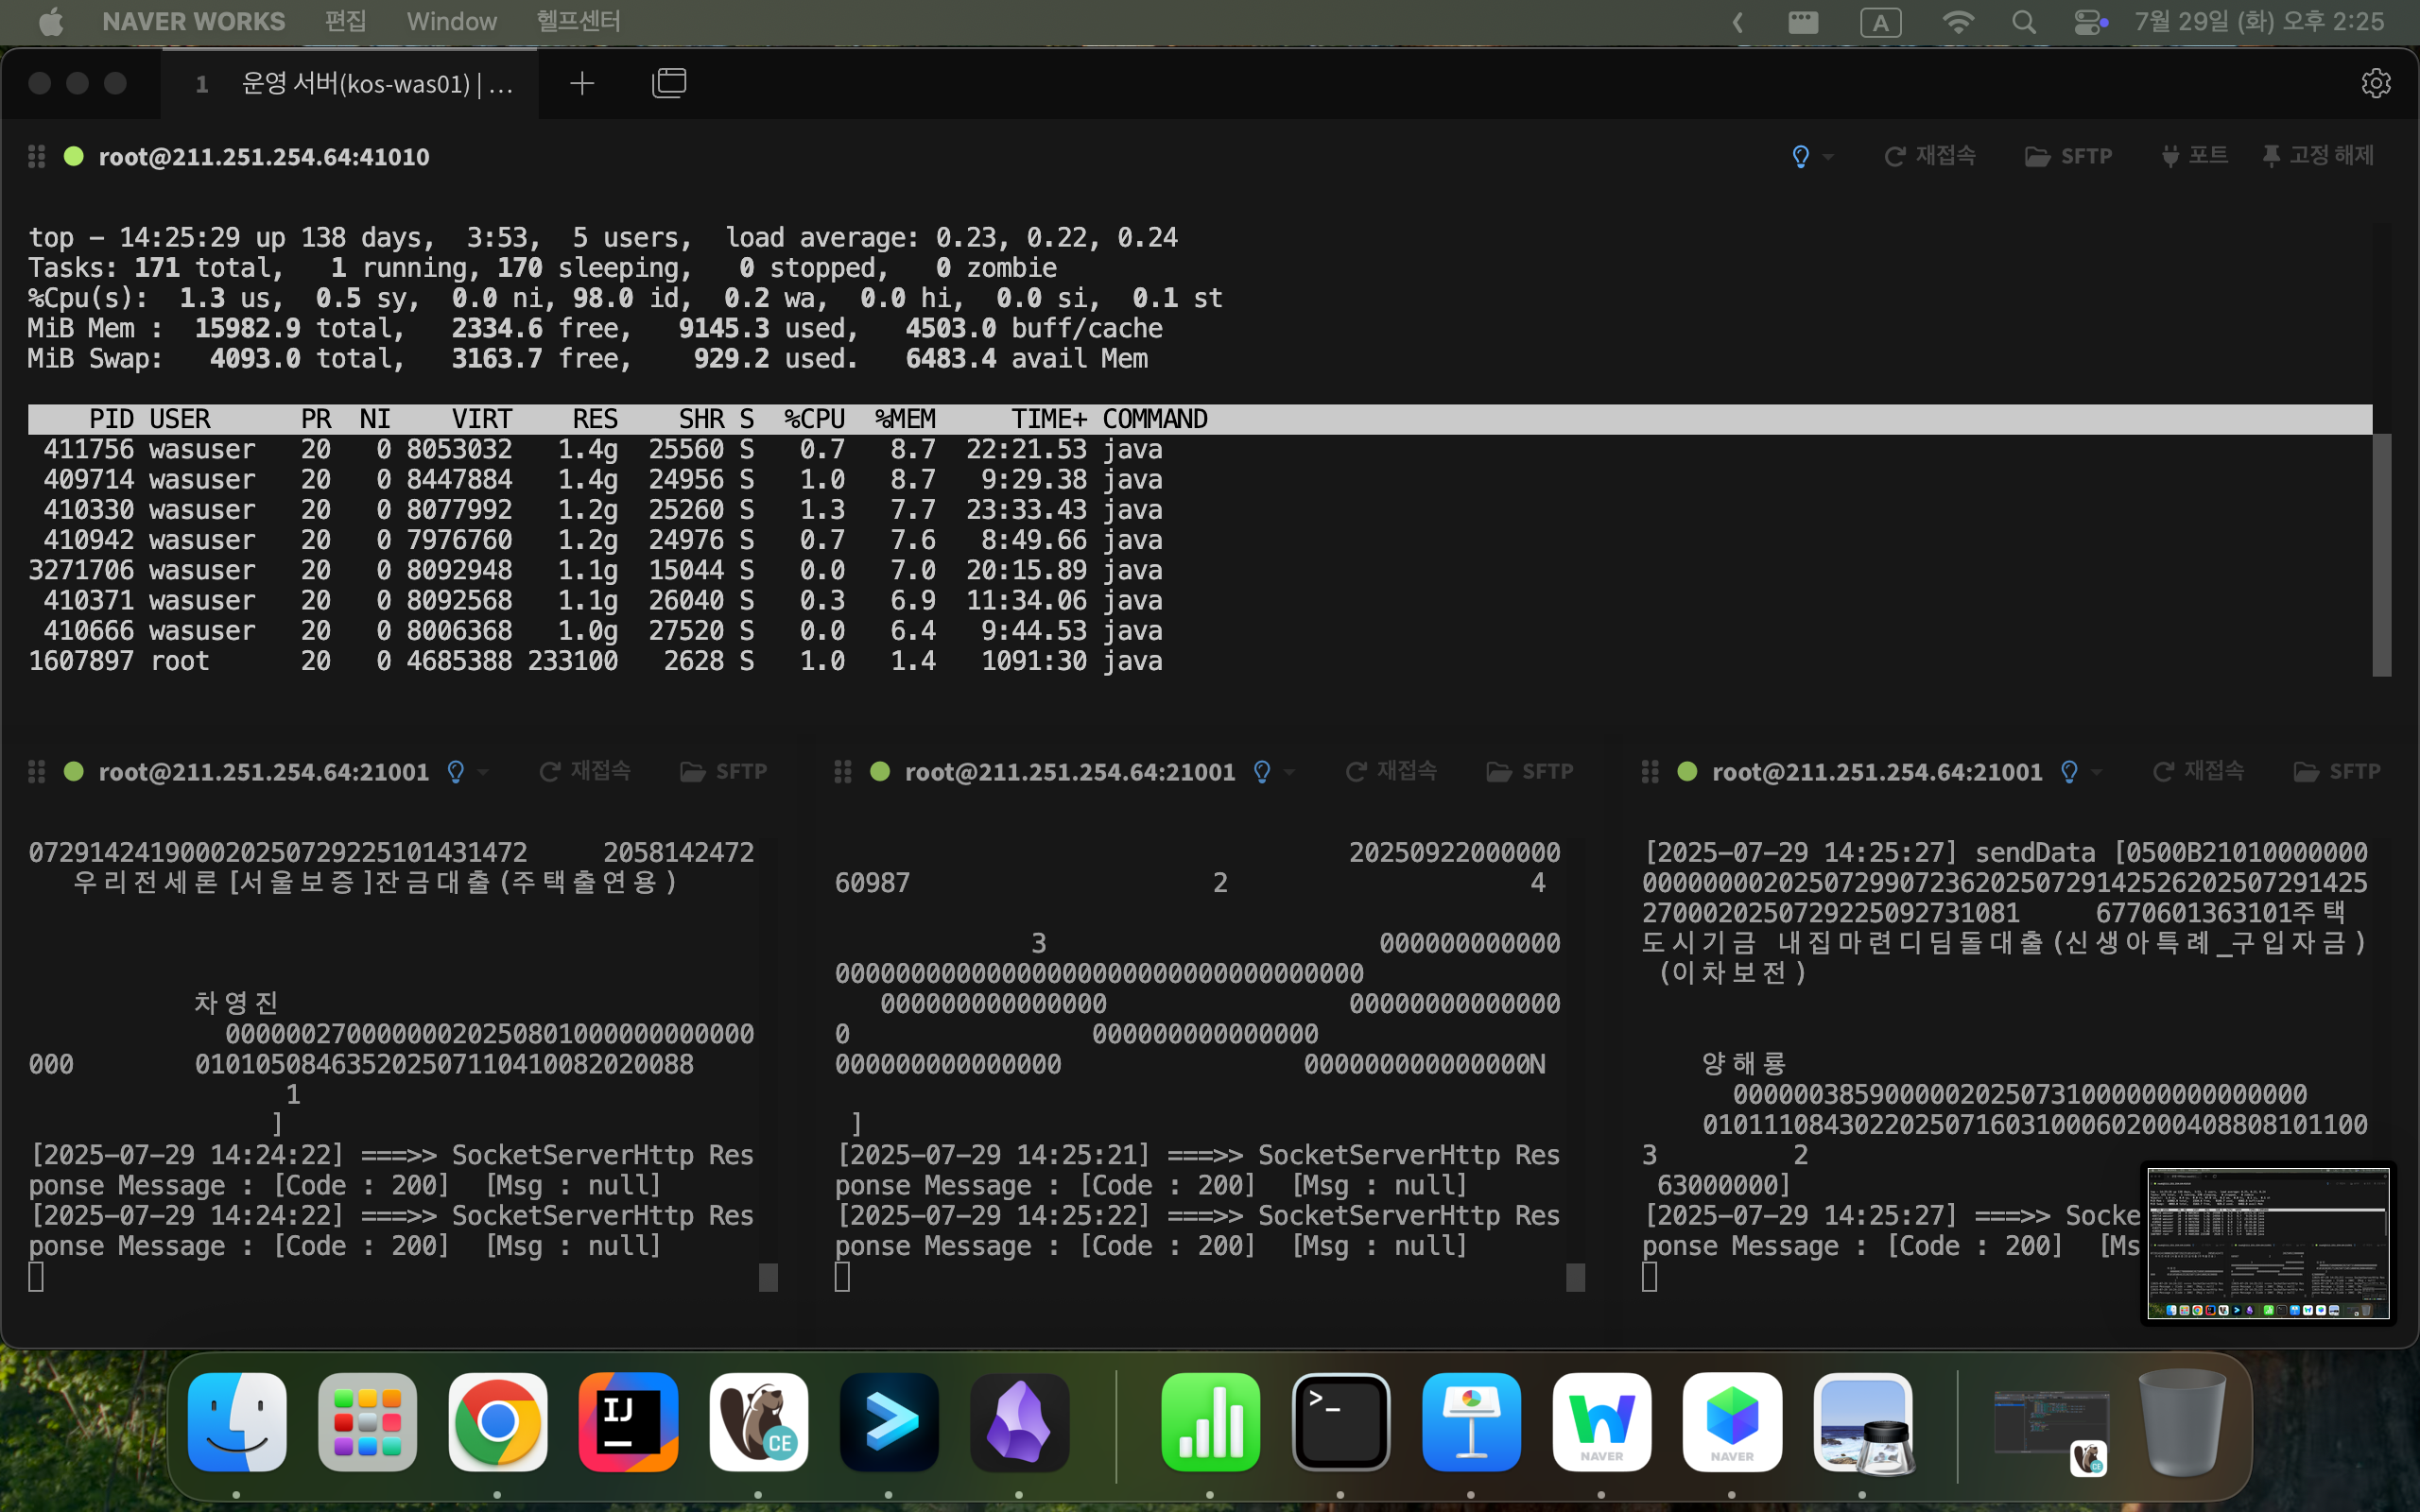 NAVER WORKS 편집 Window 헬프센터 A 7월 29일 (화) 오후 2:25
1 운영 서버(kos-was01) | ...
root@211.251.254.64:41010 재접속 SFTP 포트 고정 해제
top - 14:25:29 up 138 days, 3:53, 5 users, load average: 0.23, 0.22, 0.24
Tasks: 171 total, 1 running, 170 sleeping, 0 stopped, 0 zombie
%Cpu(s): 1.3 us, 0.5 sy, 0.0 ni, 98.0 id, 0.2 wa, 0.0 hi, 0.0 si, 0.1 st
MiB Mem : 15982.9 total, 2334.6 free, 9145.3 used, 4503.0 buff/cache
MiB Swap: 4093.0 total, 3163.7 free, 929.2 used. 6483.4 avail Mem
PID USER PR NI VIRT RES SHR S %CPU %MEM TIME+ COMMAND
411756 wasuser 20 0 8053032 1.4g 25560 S 0.7 8.7 22:21.53 java
409714 wasuser 20 0 8447884 1.4g 24956 S 1.0 8.7 9:29.38 java
410330 wasuser 20 0 8077992 1.2g 25260 S 1.3 7.7 23:33.43 java
410942 wasuser 20 0 7976760 1.2g 24976 S 0.7 7.6 8:49.66 java
3271706 wasuser 20 0 8092948 1.1g 15044 S 0.0 7.0 20:15.89 java
410371 wasuser 20 0 8092568 1.1g 26040 S 0.3 6.9 11:34.06 java
410666 wasuser 20 0 8006368 1.0g 27520 S 0.0 6.4 9:44.53 java
1607897 root 20 0 4685388 233100 2628 S 1.0 1.4 1091:30 java
root@211.251.254.64:21001 재접속 SFTP
07291424190002025072922510143147​2 2058142472
우리전세론[서울보증]잔금대출(주택출연용)
차영진
00000027000000020250801000000000000
000 010105084635202507110410082020088
1
]
[2025-07-29 14:24:22] ===>> SocketServerHttp Res
ponse Message : [Code : 200] [Msg : null]
[2025-07-29 14:24:22] ===>> SocketServerHttp Res
ponse Message : [Code : 200] [Msg : null]
root@211.251.254.64:21001 재접속 SFTP
20250922000000
60987 2 4
3 000000000000
00000000000000000000000000000000000
000000000000000 00000000000000
0 000000000000000
000000000000000 000000000000000N
]
[2025-07-29 14:25:21] ===>> SocketServerHttp Res
ponse Message : [Code : 200] [Msg : null]
[2025-07-29 14:25:22] ===>> SocketServerHttp Res
ponse Message : [Code : 200] [Msg : null]
root@211.251.254.64:21001 재접속 SFTP
[2025-07-29 14:25:27] sendData [0500B21010000000
000000002025072990723620250729142526202507291425
27000202507292250927310​81 6770601363101주택
도시기금 내집마련디딤돌대출(신생아특례_구입자금)
(이차보전)
양해룡
00000038590000020250731000000000000000
01011108430220250716031000602000408808101100
3 2
63000000]
[2025-07-29 14:25:27] ===>> Socke
ponse Message : [Code : 200] [Ms
IJ
CE
>_
NAVER
NAVER
CE